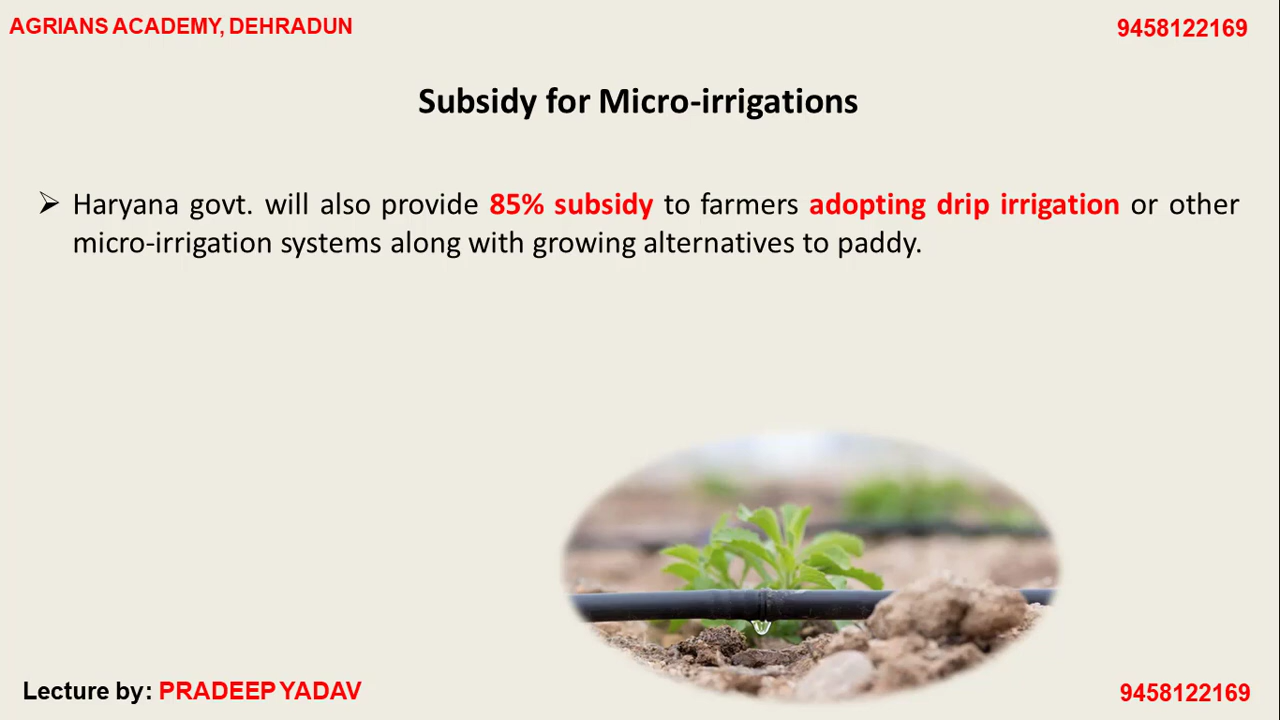 AGRIANS ACADEMY, DEHRADUN
9458122169
Subsidy for Micro-irrigations
➢ Haryana govt. will also provide 85% subsidy to farmers adopting drip irrigation or other
micro-irrigation systems along with growing alternatives to paddy.
Lecture by: PRADEEP YADAV
9458122169